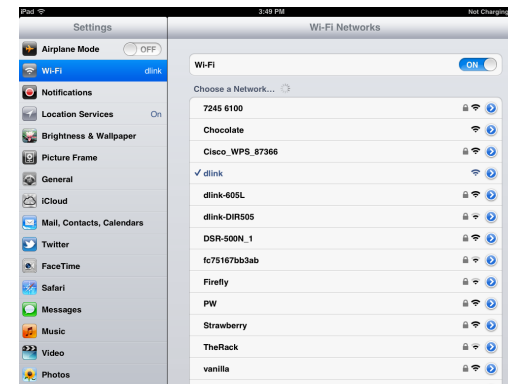 iPad 3:49 PM Not Charging
Settings
Airplane Mode OFF
Wi-Fi dlink
Notifications
Location Services On
Brightness & Wallpaper
Picture Frame
General
iCloud
Mail, Contacts, Calendars
Twitter
FaceTime
Safari
Messages
Music
Video
Photos
Wi-Fi Networks
Wi-Fi ON
Choose a Network...
7245 6100
Chocolate
Cisco_WPS_87366
dlink
dlink-605L
dlink-DIR505
DSR-500N_1
fc75167bb3ab
Firefly
PW
Strawberry
TheRack
vanilla